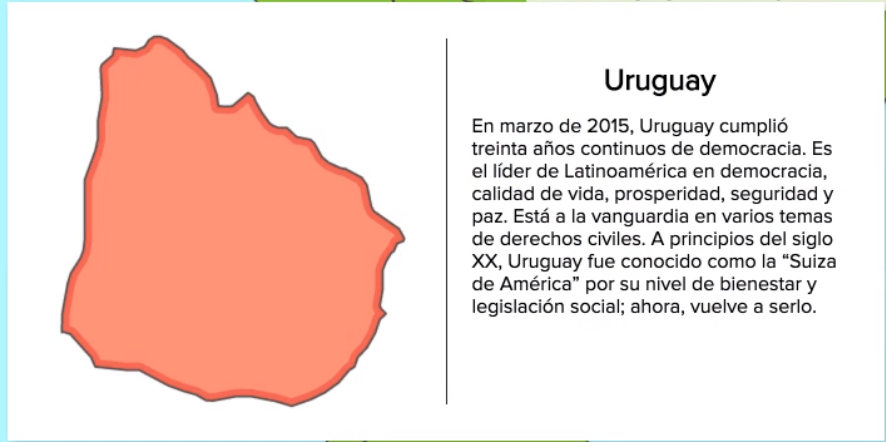 Uruguay
En marzo de 2015, Uruguay cumplió
treinta años continuos de democracia. Es
el líder de Latinoamérica en democracia,
calidad de vida, prosperidad, seguridad y
paz. Está a la vanguardia en varios temas
de derechos civiles. A principios del siglo
XX, Uruguay fue conocido como la “Suiza
de América” por su nivel de bienestar y
legislación social; ahora, vuelve a serlo.